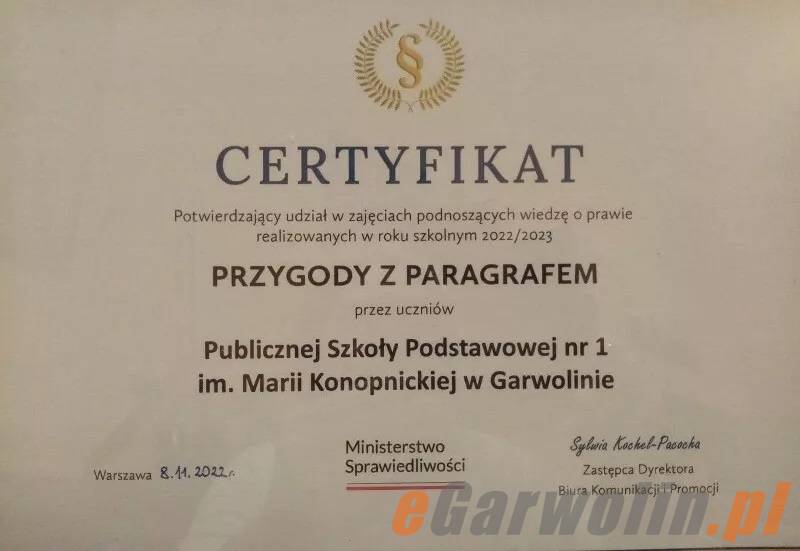 §
CERTYFIKAT
Potwierdzający udział w zajęciach podnoszących wiedzę o prawie
realizowanych w roku szkolnym 2022/2023
PRZYGODY Z PARAGRAFEM
przez uczniów
Publicznej Szkoły Podstawowej nr 1
im. Marii Konopnickiej w Garwolinie
Warszawa 8.11.2022r.
Ministerstwo
Sprawiedliwości
Sylwia Kochel-Pacocha
Zastępca Dyrektora
Biura Komunikacji i Promocji
eGarwolin.pl